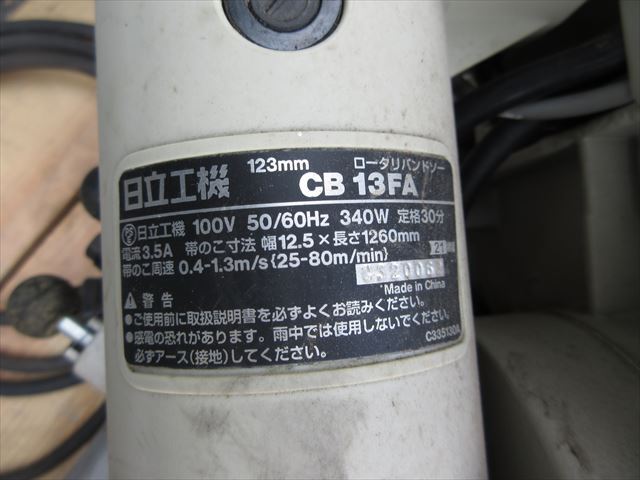 ロータリバンドソー
日立工機 123mm CB 13FA
PSE 日立工機 100V 50/60Hz 340W 定格30分
電流3.5A 帯のこ寸法 幅12.5×長さ1260mm
帯のこ周速 0.4-1.3m/s{25-80m/min}
*Made in China
⚠警告
●ご使用前に取扱説明書を必ずよくお読みください。
●感電の恐れがあります。雨中では使用しないでください。
必ずアース(接地)してください。
C335130A